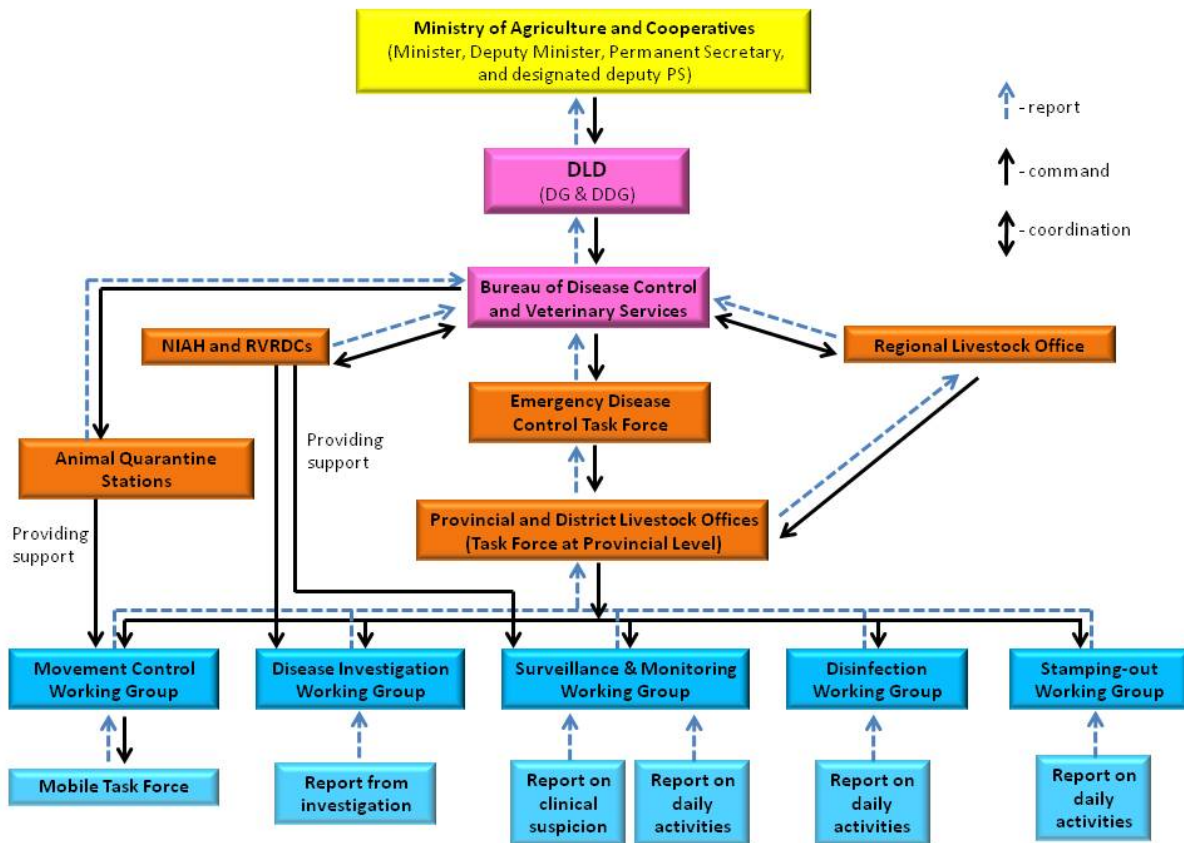 Ministry of Agriculture and Cooperatives
(Minister, Deputy Minister, Permanent Secretary,
and designated deputy PS)
- report
- command
- coordination
DLD
(DG & DDG)
Bureau of Disease Control
and Veterinary Services
NIAH and RVRDCs
Regional Livestock Office
Emergency Disease
Control Task Force
Providing
support
Animal Quarantine
Stations
Provincial and District Livestock Offices
(Task Force at Provincial Level)
Providing
support
Movement Control
Working Group
Disease Investigation
Working Group
Surveillance & Monitoring
Working Group
Disinfection
Working Group
Stamping-out
Working Group
Mobile Task Force
Report from
investigation
Report on
clinical
suspicion
Report on
daily
activities
Report on
daily
activities
Report on
daily
activities